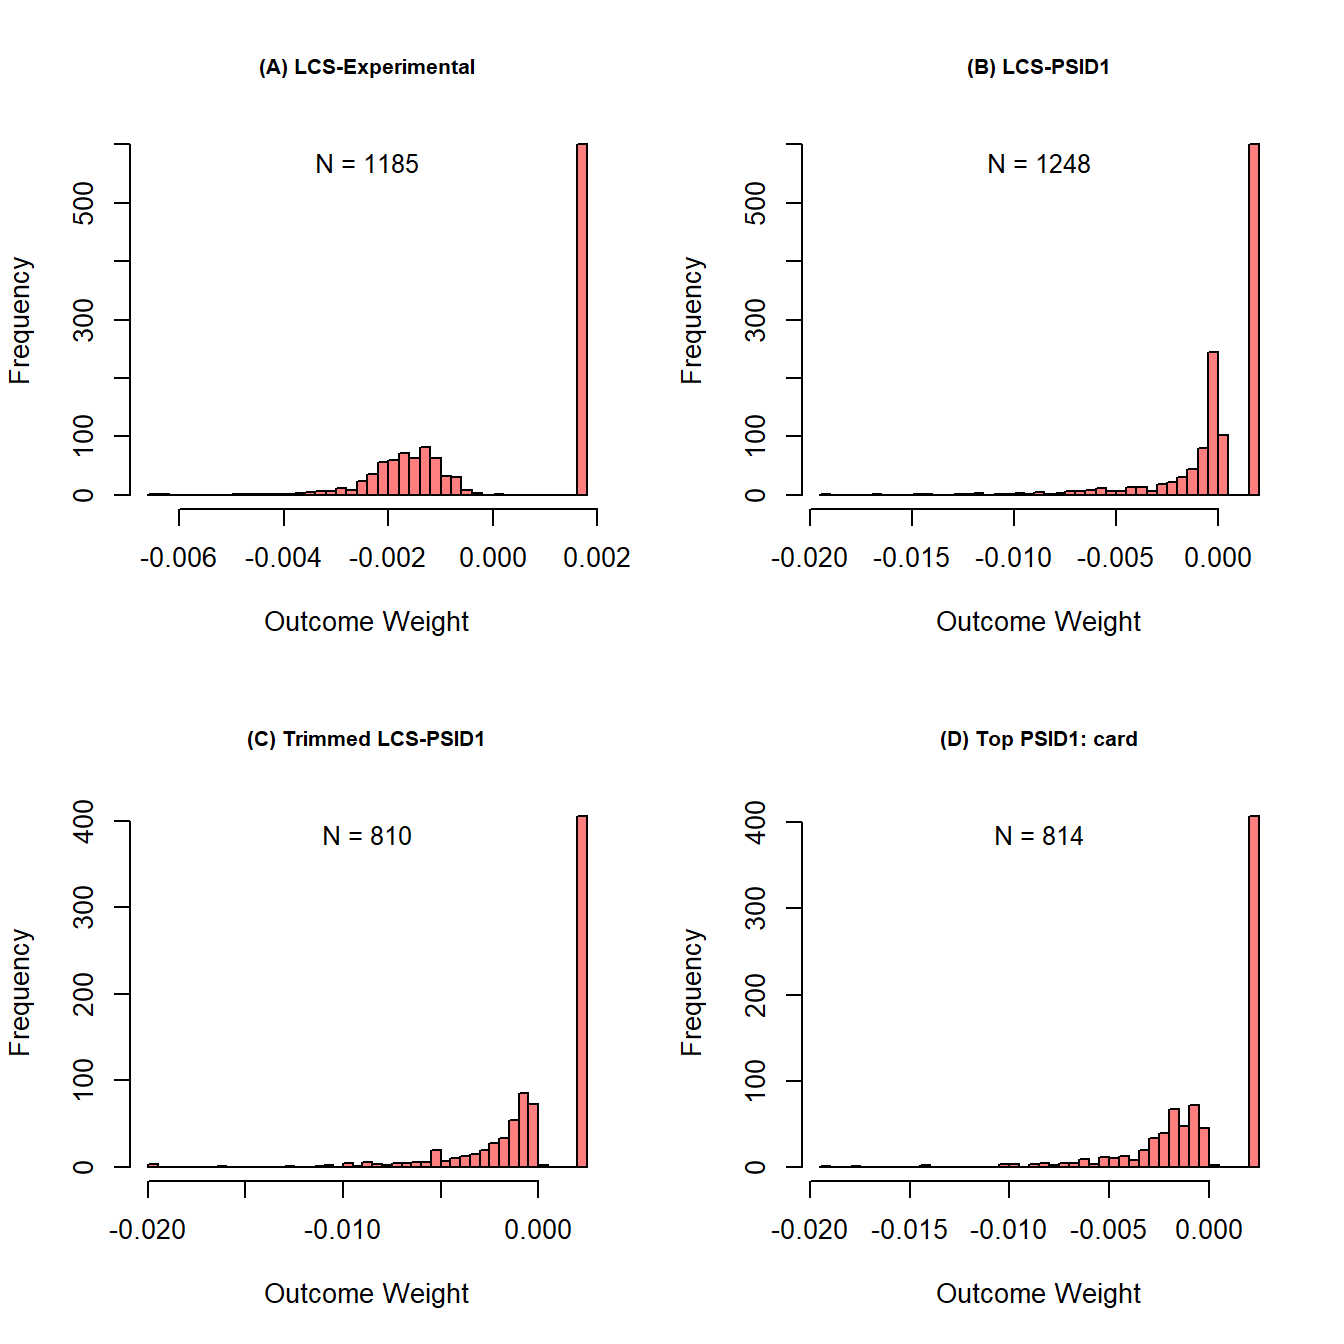 (A) LCS-Experimental
N = 1185
Frequency
0 100 300 500
-0.006 -0.004 -0.002 0.000 0.002
Outcome Weight
(B) LCS-PSID1
N = 1248
Frequency
0 100 300 500
-0.020 -0.015 -0.010 -0.005 0.000
Outcome Weight
(C) Trimmed LCS-PSID1
N = 810
Frequency
0 100 200 300 400
-0.020 -0.010 0.000
Outcome Weight
(D) Top PSID1: card
N = 814
Frequency
0 100 200 300 400
-0.020 -0.015 -0.010 -0.005 0.000
Outcome Weight